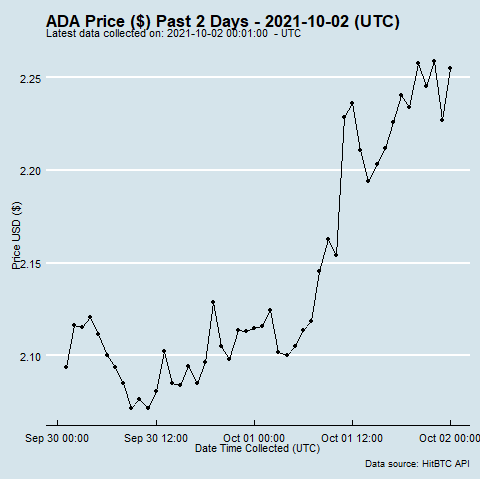 ADA Price ($) Past 2 Days - 2021-10-02 (UTC)
Latest data collected on: 2021-10-02 00:01:00  - UTC
Price USD ($)
2.25
2.20
2.15
2.10
Sep 30 00:00 Sep 30 12:00 Oct 01 00:00 Oct 01 12:00 Oct 02 00:00
Date Time Collected (UTC)
Data source: HitBTC API